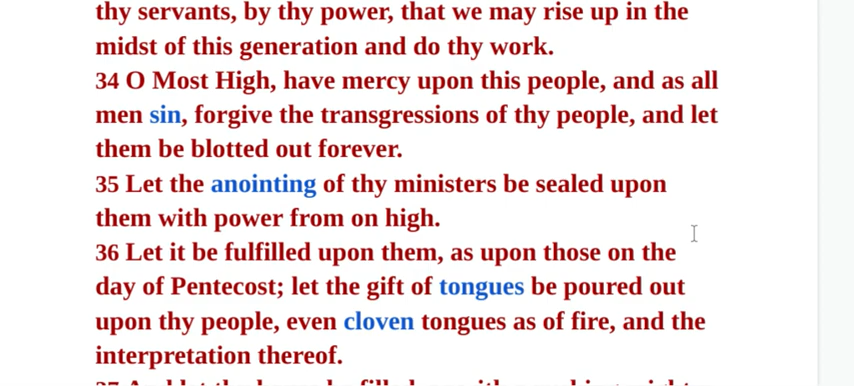 thy servants, by thy power, that we may rise up in the
midst of this generation and do thy work.
34 O Most High, have mercy upon this people, and as all
men sin, forgive the transgressions of thy people, and let
them be blotted out forever.
35 Let the anointing of thy ministers be sealed upon
them with power from on high.
36 Let it be fulfilled upon them, as upon those on the
day of Pentecost; let the gift of tongues be poured out
upon thy people, even cloven tongues as of fire, and the
interpretation thereof.